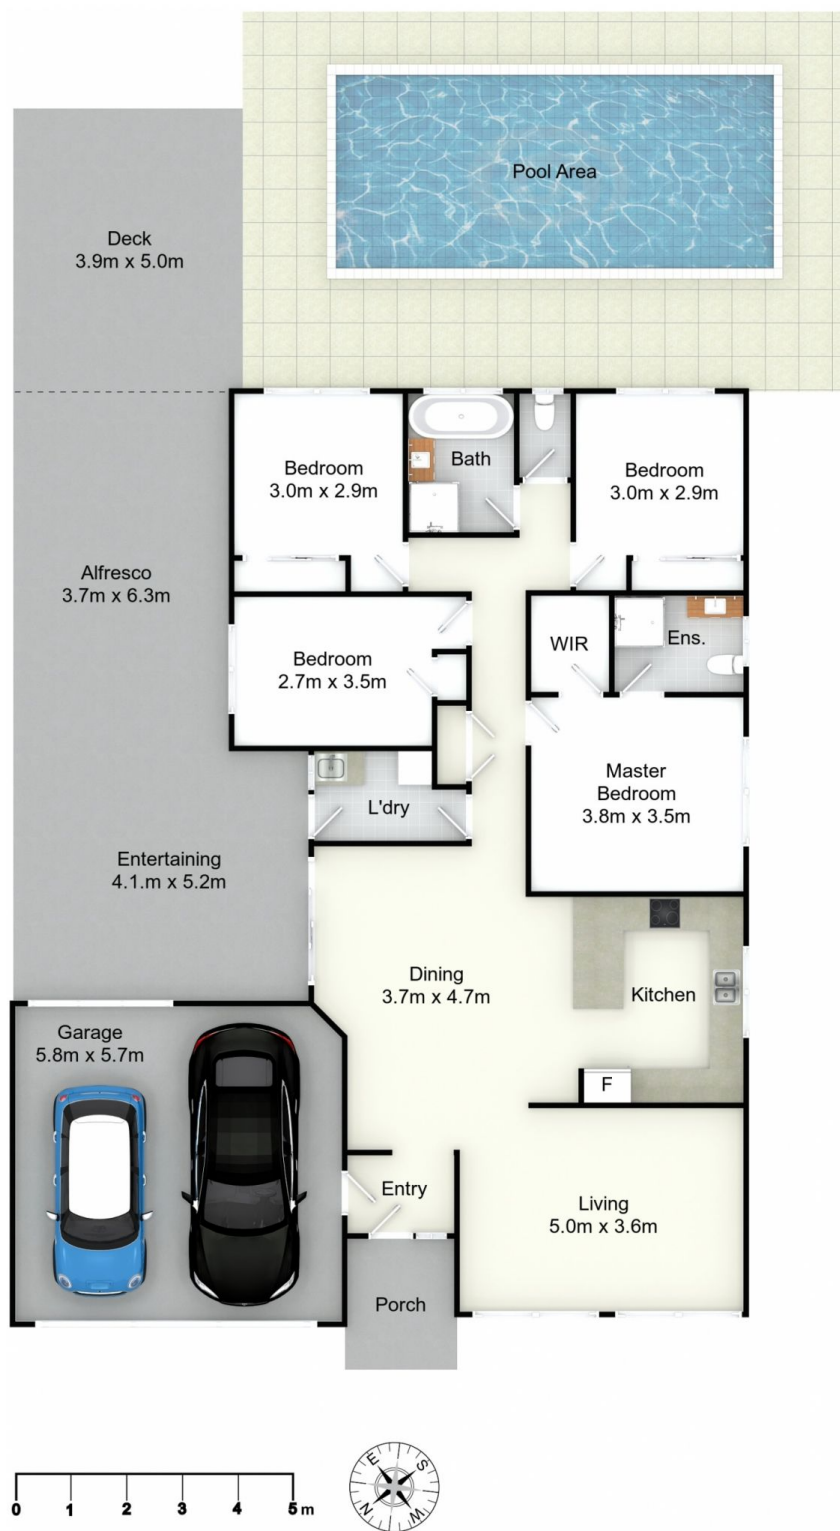 Pool Area
Deck
3.9m x 5.0m
Bedroom
3.0m x 2.9m
Bath
Bedroom
3.0m x 2.9m
Alfresco
3.7m x 6.3m
Bedroom
2.7m x 3.5m
WIR
Ens.
Master
Bedroom
3.8m x 3.5m
L'dry
Entertaining
4.1.m x 5.2m
Dining
3.7m x 4.7m
Kitchen
Garage
5.8m x 5.7m
F
Entry
Living
5.0m x 3.6m
Porch
0 1 2 3 4 5 m
E S
N W